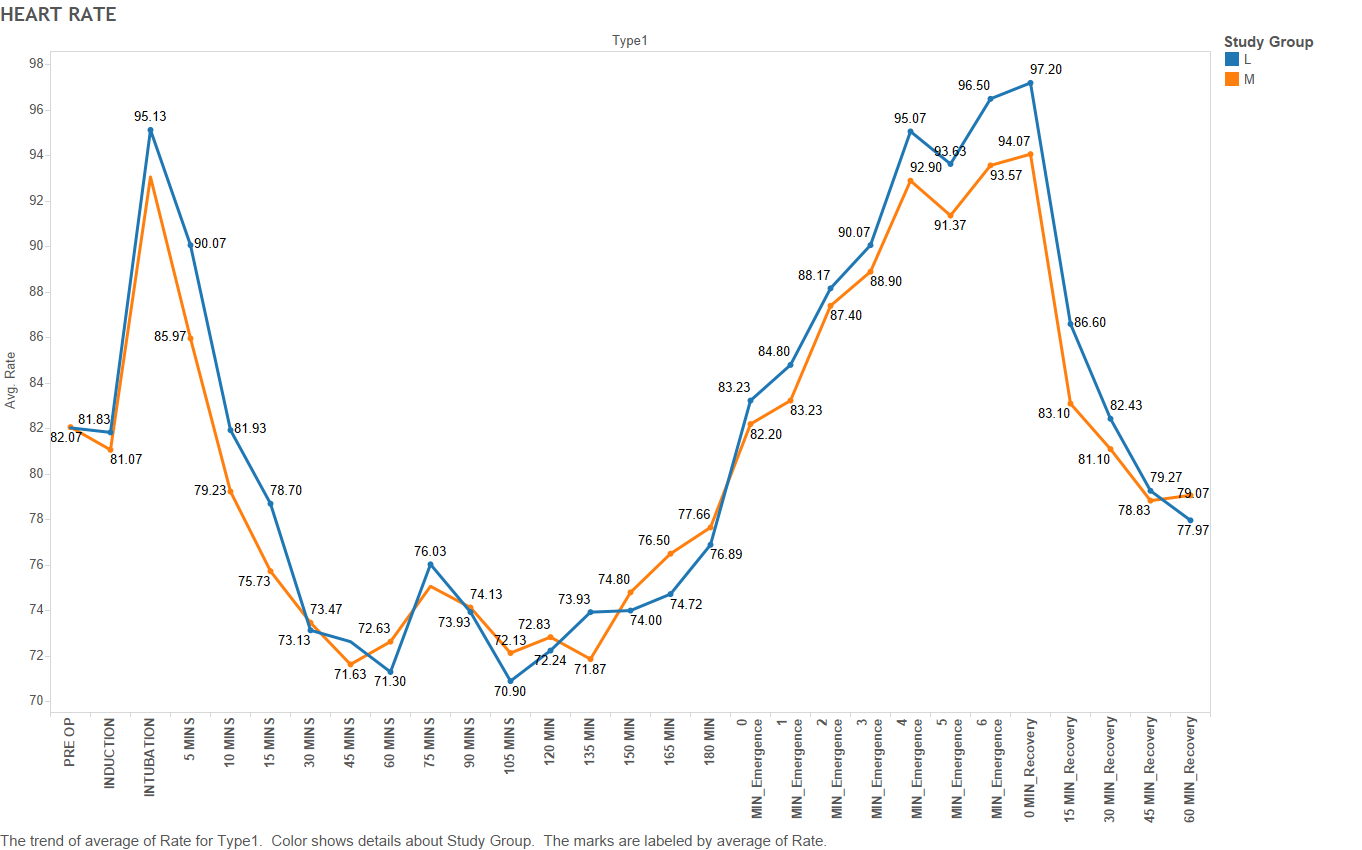 HEART RATE
Type1
Study Group
L
M
Avg. Rate
98
96
94
92
90
88
86
84
82
80
78
76
74
72
70
82.07
81.83
81.07
95.13
90.07
85.97
81.93
79.23
78.70
75.73
73.47
73.13
71.63
72.63
71.30
76.03
74.13
73.93
72.13
70.90
72.83
72.24
73.93
71.87
74.80
74.00
76.50
74.72
77.66
76.89
83.23
82.20
84.80
83.23
88.17
87.40
90.07
88.90
95.07
92.90
93.63
91.37
96.50
93.57
97.20
94.07
86.60
83.10
82.43
81.10
79.27
78.83
79.07
77.97
PRE OP
INDUCTION
INTUBATION
5 MINS
10 MINS
15 MINS
30 MINS
45 MINS
60 MINS
75 MINS
90 MINS
105 MINS
120 MIN
135 MIN
150 MIN
165 MIN
180 MIN
0
MIN_Emergence
1
MIN_Emergence
2
MIN_Emergence
3
MIN_Emergence
4
MIN_Emergence
5
MIN_Emergence
6
MIN_Emergence
0 MIN_Recovery
15 MIN_Recovery
30 MIN_Recovery
45 MIN_Recovery
60 MIN_Recovery
The trend of average of Rate for Type1.  Color shows details about Study Group.  The marks are labeled by average of Rate.